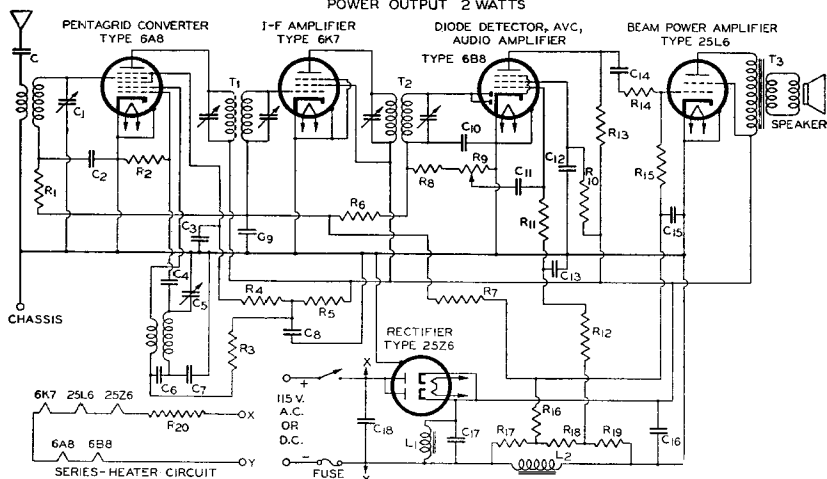 POWER OUTPUT 2 WATTS
PENTAGRID CONVERTER
TYPE 6A8
I-F AMPLIFIER
TYPE 6K7
DIODE DETECTOR, AVC,
AUDIO AMPLIFIER
TYPE 6B8
BEAM POWER AMPLIFIER
TYPE 25L6
C
C1
T1
T2
T3
C14
R14
SPEAKER
R13
C10
C12
R10
C2
R2
R8
R9
C11
R15
R1
R6
R11
C3
C9
C15
C4
C13
C5
CHASSIS
R4
R5
R7
R3
C8
RECTIFIER
TYPE 25Z6
R12
C6
C7
X
6K7 25L6 25Z6
R20
X
+
115 V.
A.C.
OR
D.C.
C18
L1
C17
R16
R17
R18
R19
C16
6A8 6B8
Y
-
FUSE
L2
SERIES-HEATER CIRCUIT
Y